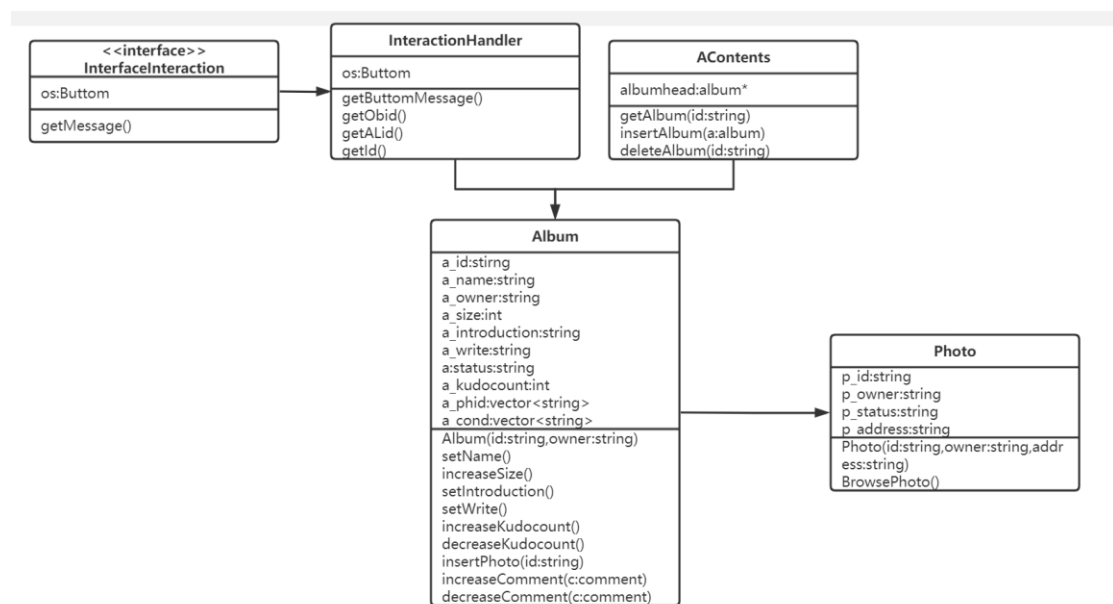 <<interface>>
InterfaceInteraction
os:Buttom
getMessage()
InteractionHandler
os:Buttom
getButtomMessage()
getObid()
getALid()
getId()
AContents
albumhead:album*
getAlbum(id:string)
insertAlbum(a:album)
deleteAlbum(id:string)
Album
a_id:stirng
a_name:string
a_owner:string
a_size:int
a_introduction:string
a_write:string
a:status:string
a_kudocount:int
a_phid:vector<string>
a_cond:vector<string>
Album(id:string,owner:string)
setName()
increaseSize()
setIntroduction()
setWrite()
increaseKudocount()
decreaseKudocount()
insertPhoto(id:string)
increaseComment(c:comment)
decreaseComment(c:comment)
Photo
p_id:string
p_owner:string
p_status:string
p_address:string
Photo(id:string,owner:string,addr
ess:string)
BrowsePhoto()